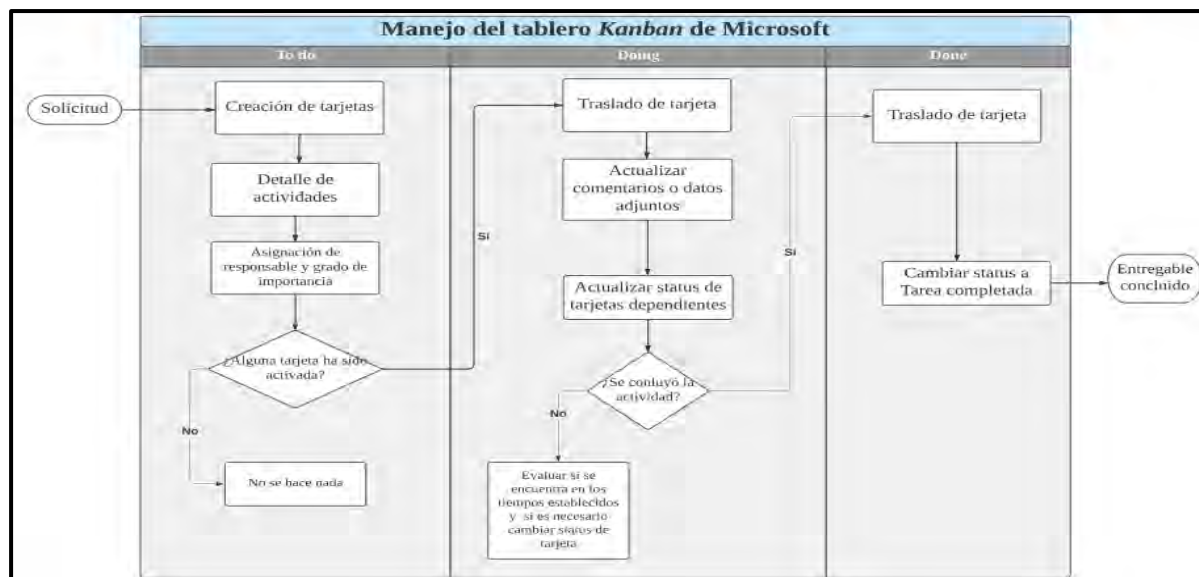 Manejo del tablero Kanban de Microsoft
To do
Doing
Done
Solicitud
Creación de tarjetas
Detalle de
actividades
Asignación de
responsable y grado de
importancia
¿Alguna tarjeta ha sido
activada?
No
No se hace nada
Sí
Traslado de tarjeta
Actualizar
comentarios o datos
adjuntos
Actualizar status de
tarjetas dependientes
¿Se conluyó la
actividad?
No
Evaluar si se
encuentra en los
tiempos establecidos
y si es necesario
cambiar status de
tarjeta
Sí
Traslado de tarjeta
Cambiar status a
Tarea completada
Entregable
concluido